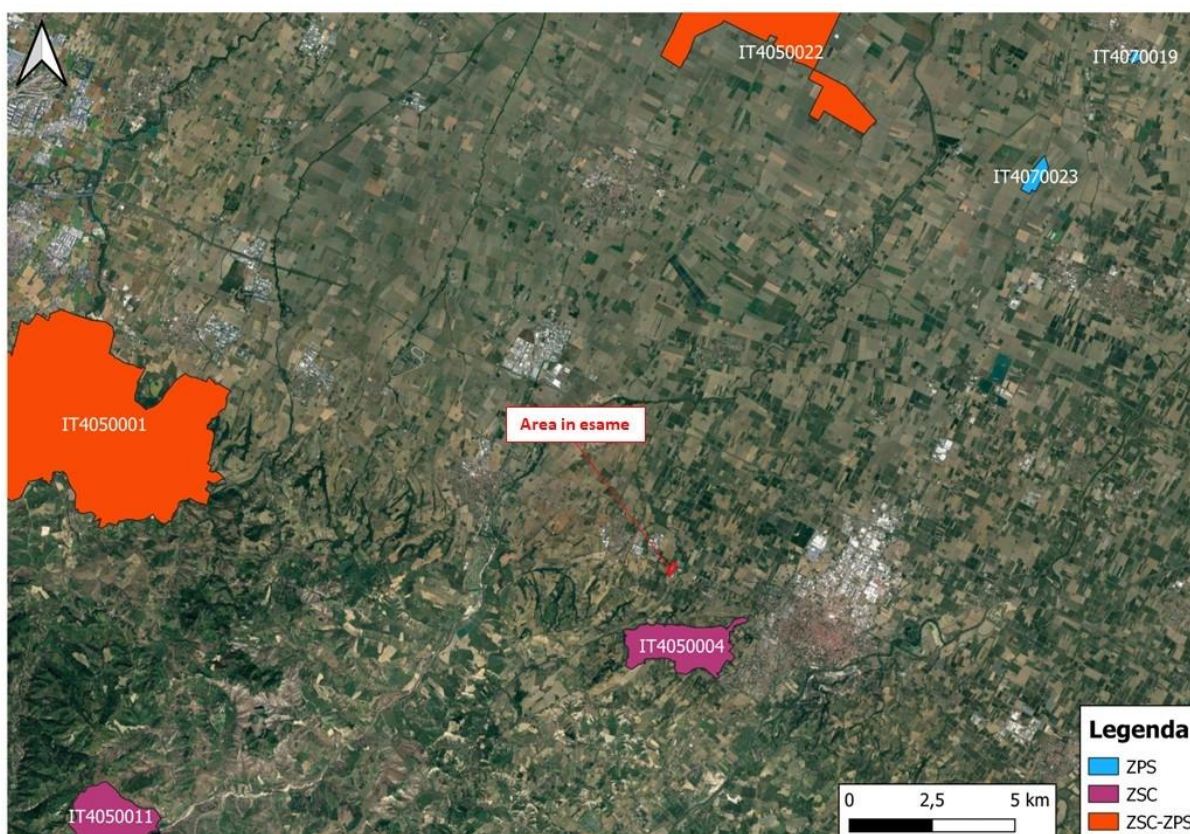 IT4050022
IT4070019
IT4070023
IT4050001
Area in esame
IT4050004
IT4050011
Legenda
ZPS
ZSC
ZSC-ZPS
0 2,5 5 km